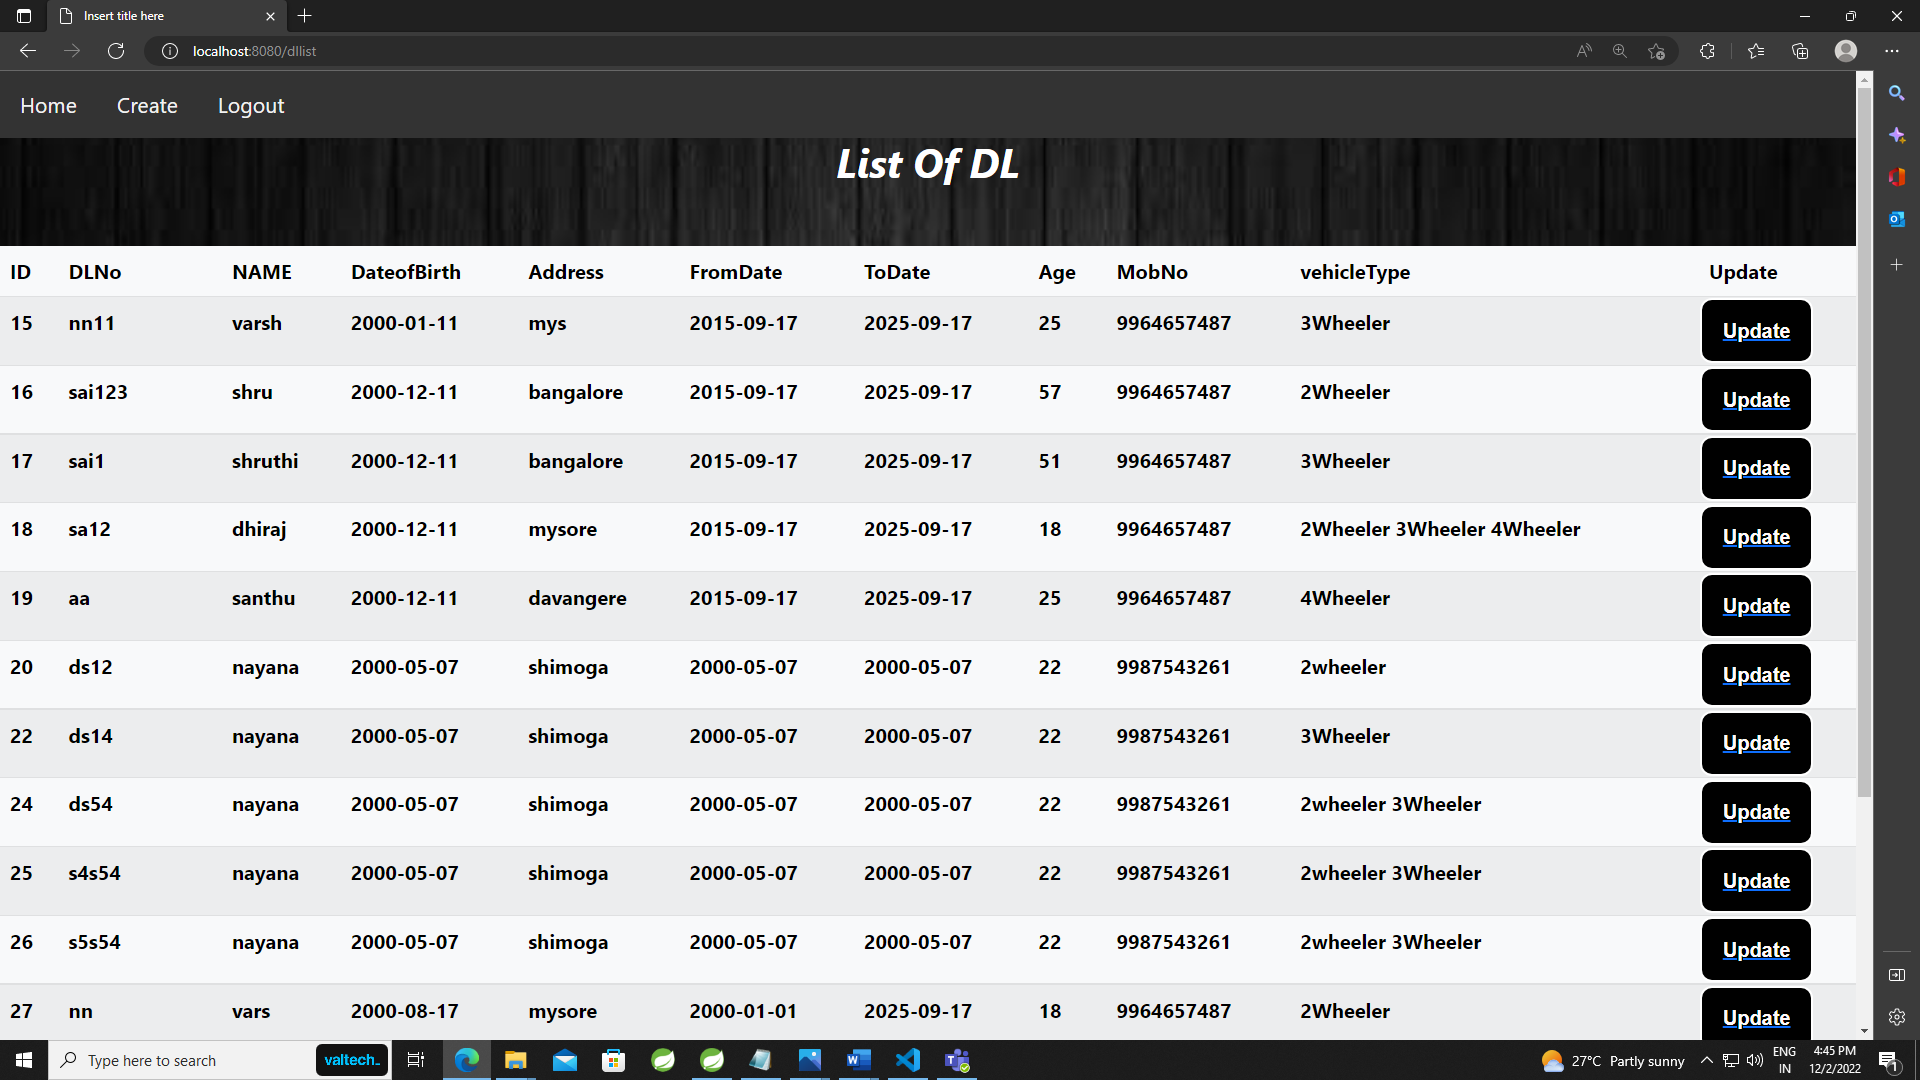 Insert title here
localhost:8080/dllist
Home Create Logout
List Of DL
ID DLNo NAME DateofBirth Address FromDate ToDate Age MobNo vehicleType Update
15 nn11 varsh 2000-01-11 mys 2015-09-17 2025-09-17 25 9964657487 3Wheeler Update
16 sai123 shru 2000-12-11 bangalore 2015-09-17 2025-09-17 57 9964657487 2Wheeler Update
17 sai1 shruthi 2000-12-11 bangalore 2015-09-17 2025-09-17 51 9964657487 3Wheeler Update
18 sa12 dhiraj 2000-12-11 mysore 2015-09-17 2025-09-17 18 9964657487 2Wheeler 3Wheeler 4Wheeler Update
19 aa santhu 2000-12-11 davangere 2015-09-17 2025-09-17 25 9964657487 4Wheeler Update
20 ds12 nayana 2000-05-07 shimoga 2000-05-07 2000-05-07 22 9987543261 2wheeler Update
22 ds14 nayana 2000-05-07 shimoga 2000-05-07 2000-05-07 22 9987543261 3Wheeler Update
24 ds54 nayana 2000-05-07 shimoga 2000-05-07 2000-05-07 22 9987543261 2wheeler 3Wheeler Update
25 s4s54 nayana 2000-05-07 shimoga 2000-05-07 2000-05-07 22 9987543261 2wheeler 3Wheeler Update
26 s5s54 nayana 2000-05-07 shimoga 2000-05-07 2000-05-07 22 9987543261 2wheeler 3Wheeler Update
27 nn vars 2000-08-17 mysore 2000-01-01 2025-09-17 18 9964657487 2Wheeler Update
Type here to search valtech_ 27°C Partly sunny ENG 4:45 PM
IN 12/2/2022 1